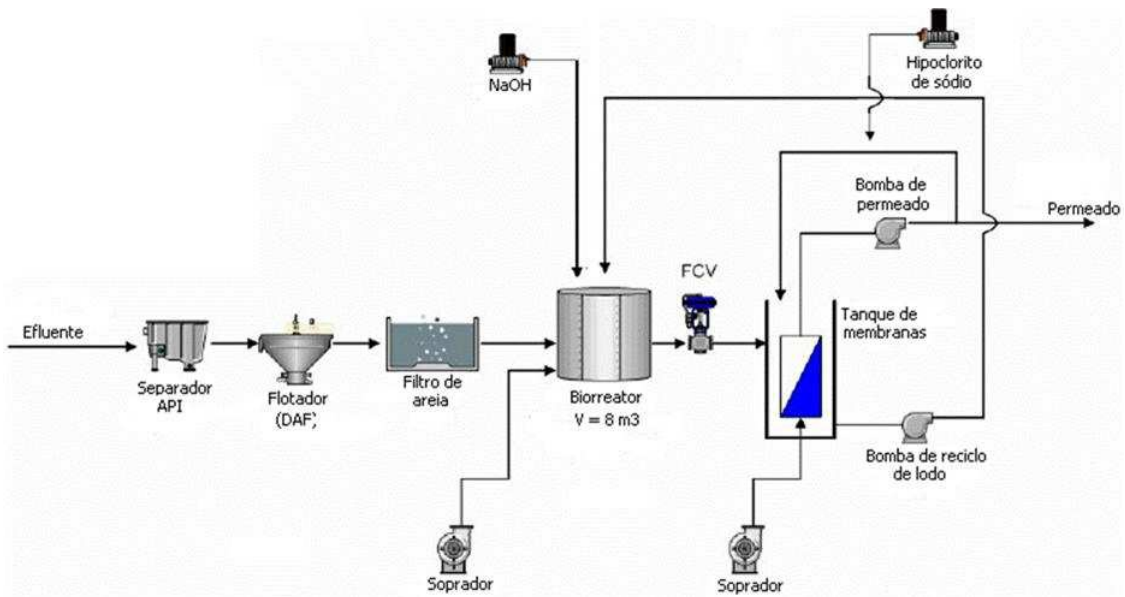 NaOH
Hipoclorito
de sódio
Bomba de
permeado
Permeado
FCV
Efluente
Tanque de
membranas
Separador
API
Flotador
(DAF)
Filtro de
areia
Biorreator
V = 8 m3
Bomba de reciclo
de lodo
Soprador
Soprador